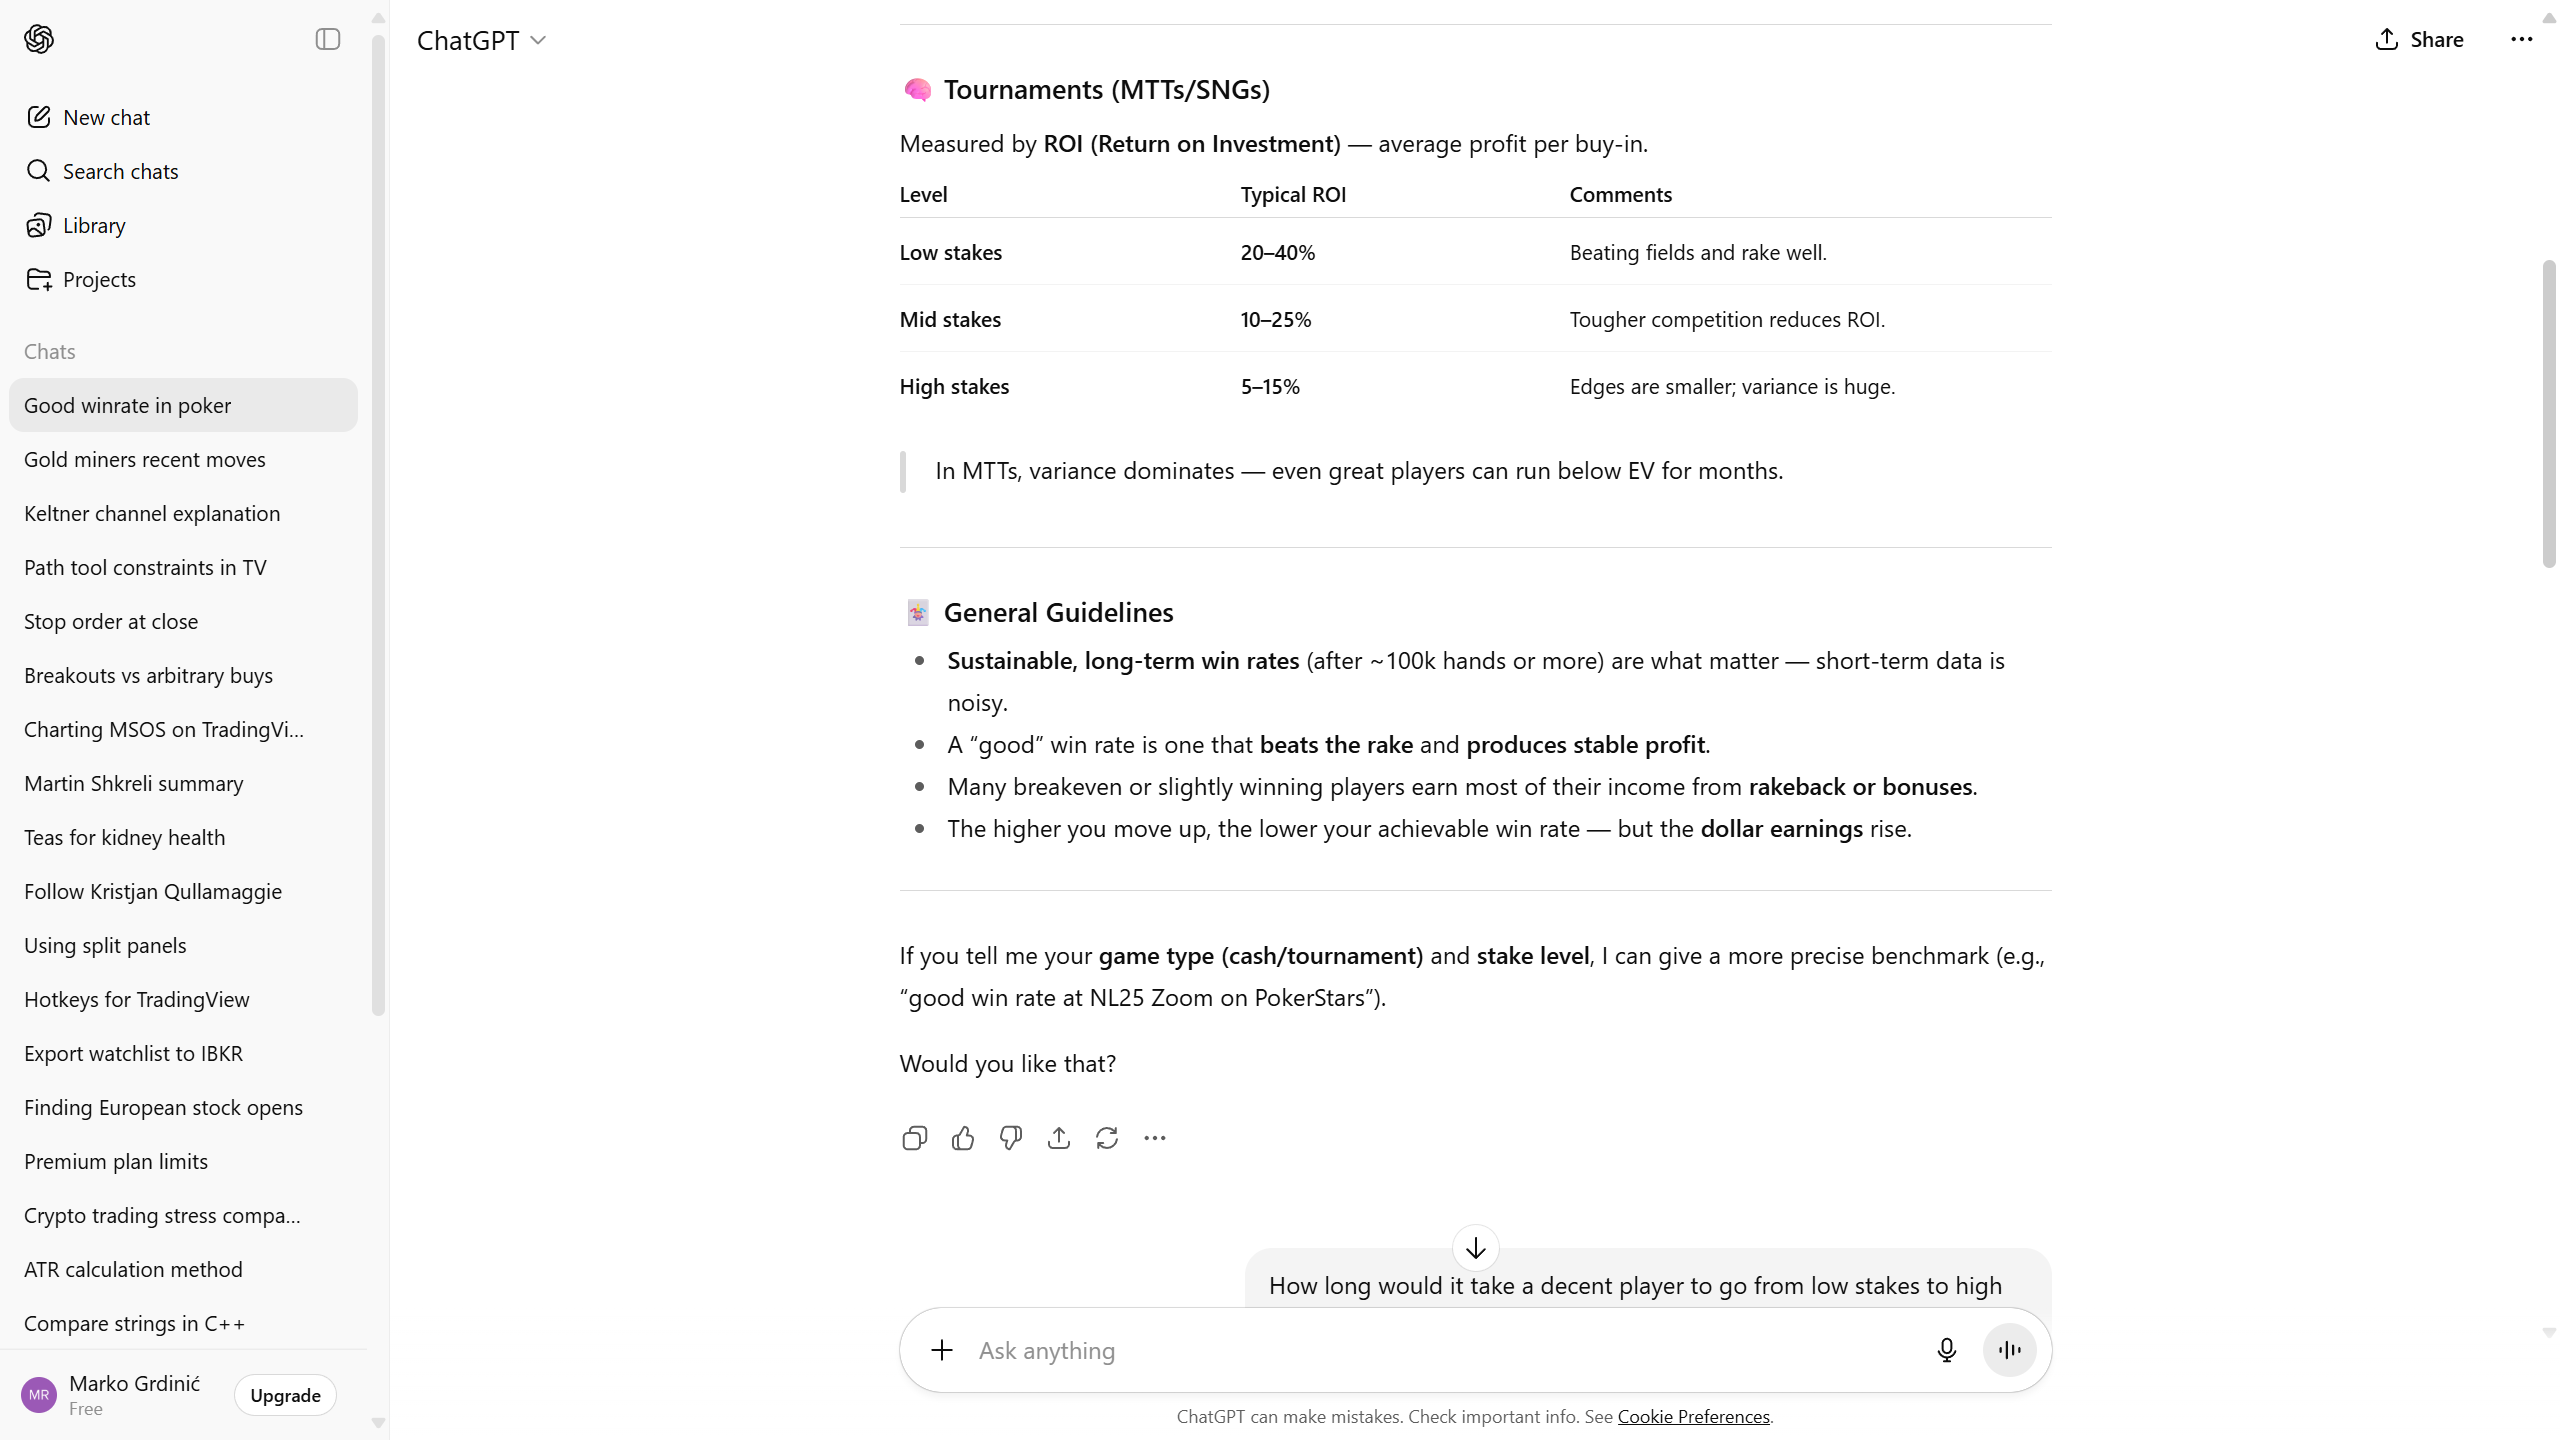 ChatGPT
Share
New chat
Search chats
Library
Projects
Chats
Good winrate in poker
Gold miners recent moves
Keltner channel explanation
Path tool constraints in TV
Stop order at close
Breakouts vs arbitrary buys
Charting MSOS on TradingVi...
Martin Shkreli summary
Teas for kidney health
Follow Kristjan Qullamaggie
Using split panels
Hotkeys for TradingView
Export watchlist to IBKR
Finding European stock opens
Premium plan limits
Crypto trading stress compa...
ATR calculation method
Compare strings in C++
MR
Marko Grdinić
Free
Upgrade
🧠 Tournaments (MTTs/SNGs)
Measured by ROI (Return on Investment) — average profit per buy-in.
Level Typical ROI Comments
Low stakes 20–40% Beating fields and rake well.
Mid stakes 10–25% Tougher competition reduces ROI.
High stakes 5–15% Edges are smaller; variance is huge.
In MTTs, variance dominates — even great players can run below EV for months.
🃏 General Guidelines
• Sustainable, long-term win rates (after ~100k hands or more) are what matter — short-term data is
noisy.
• A “good” win rate is one that beats the rake and produces stable profit.
• Many breakeven or slightly winning players earn most of their income from rakeback or bonuses.
• The higher you move up, the lower your achievable win rate — but the dollar earnings rise.
If you tell me your game type (cash/tournament) and stake level, I can give a more precise benchmark (e.g.,
“good win rate at NL25 Zoom on PokerStars”).
Would you like that?
How long would it take a decent player to go from low stakes to high
Ask anything
ChatGPT can make mistakes. Check important info. See Cookie Preferences.